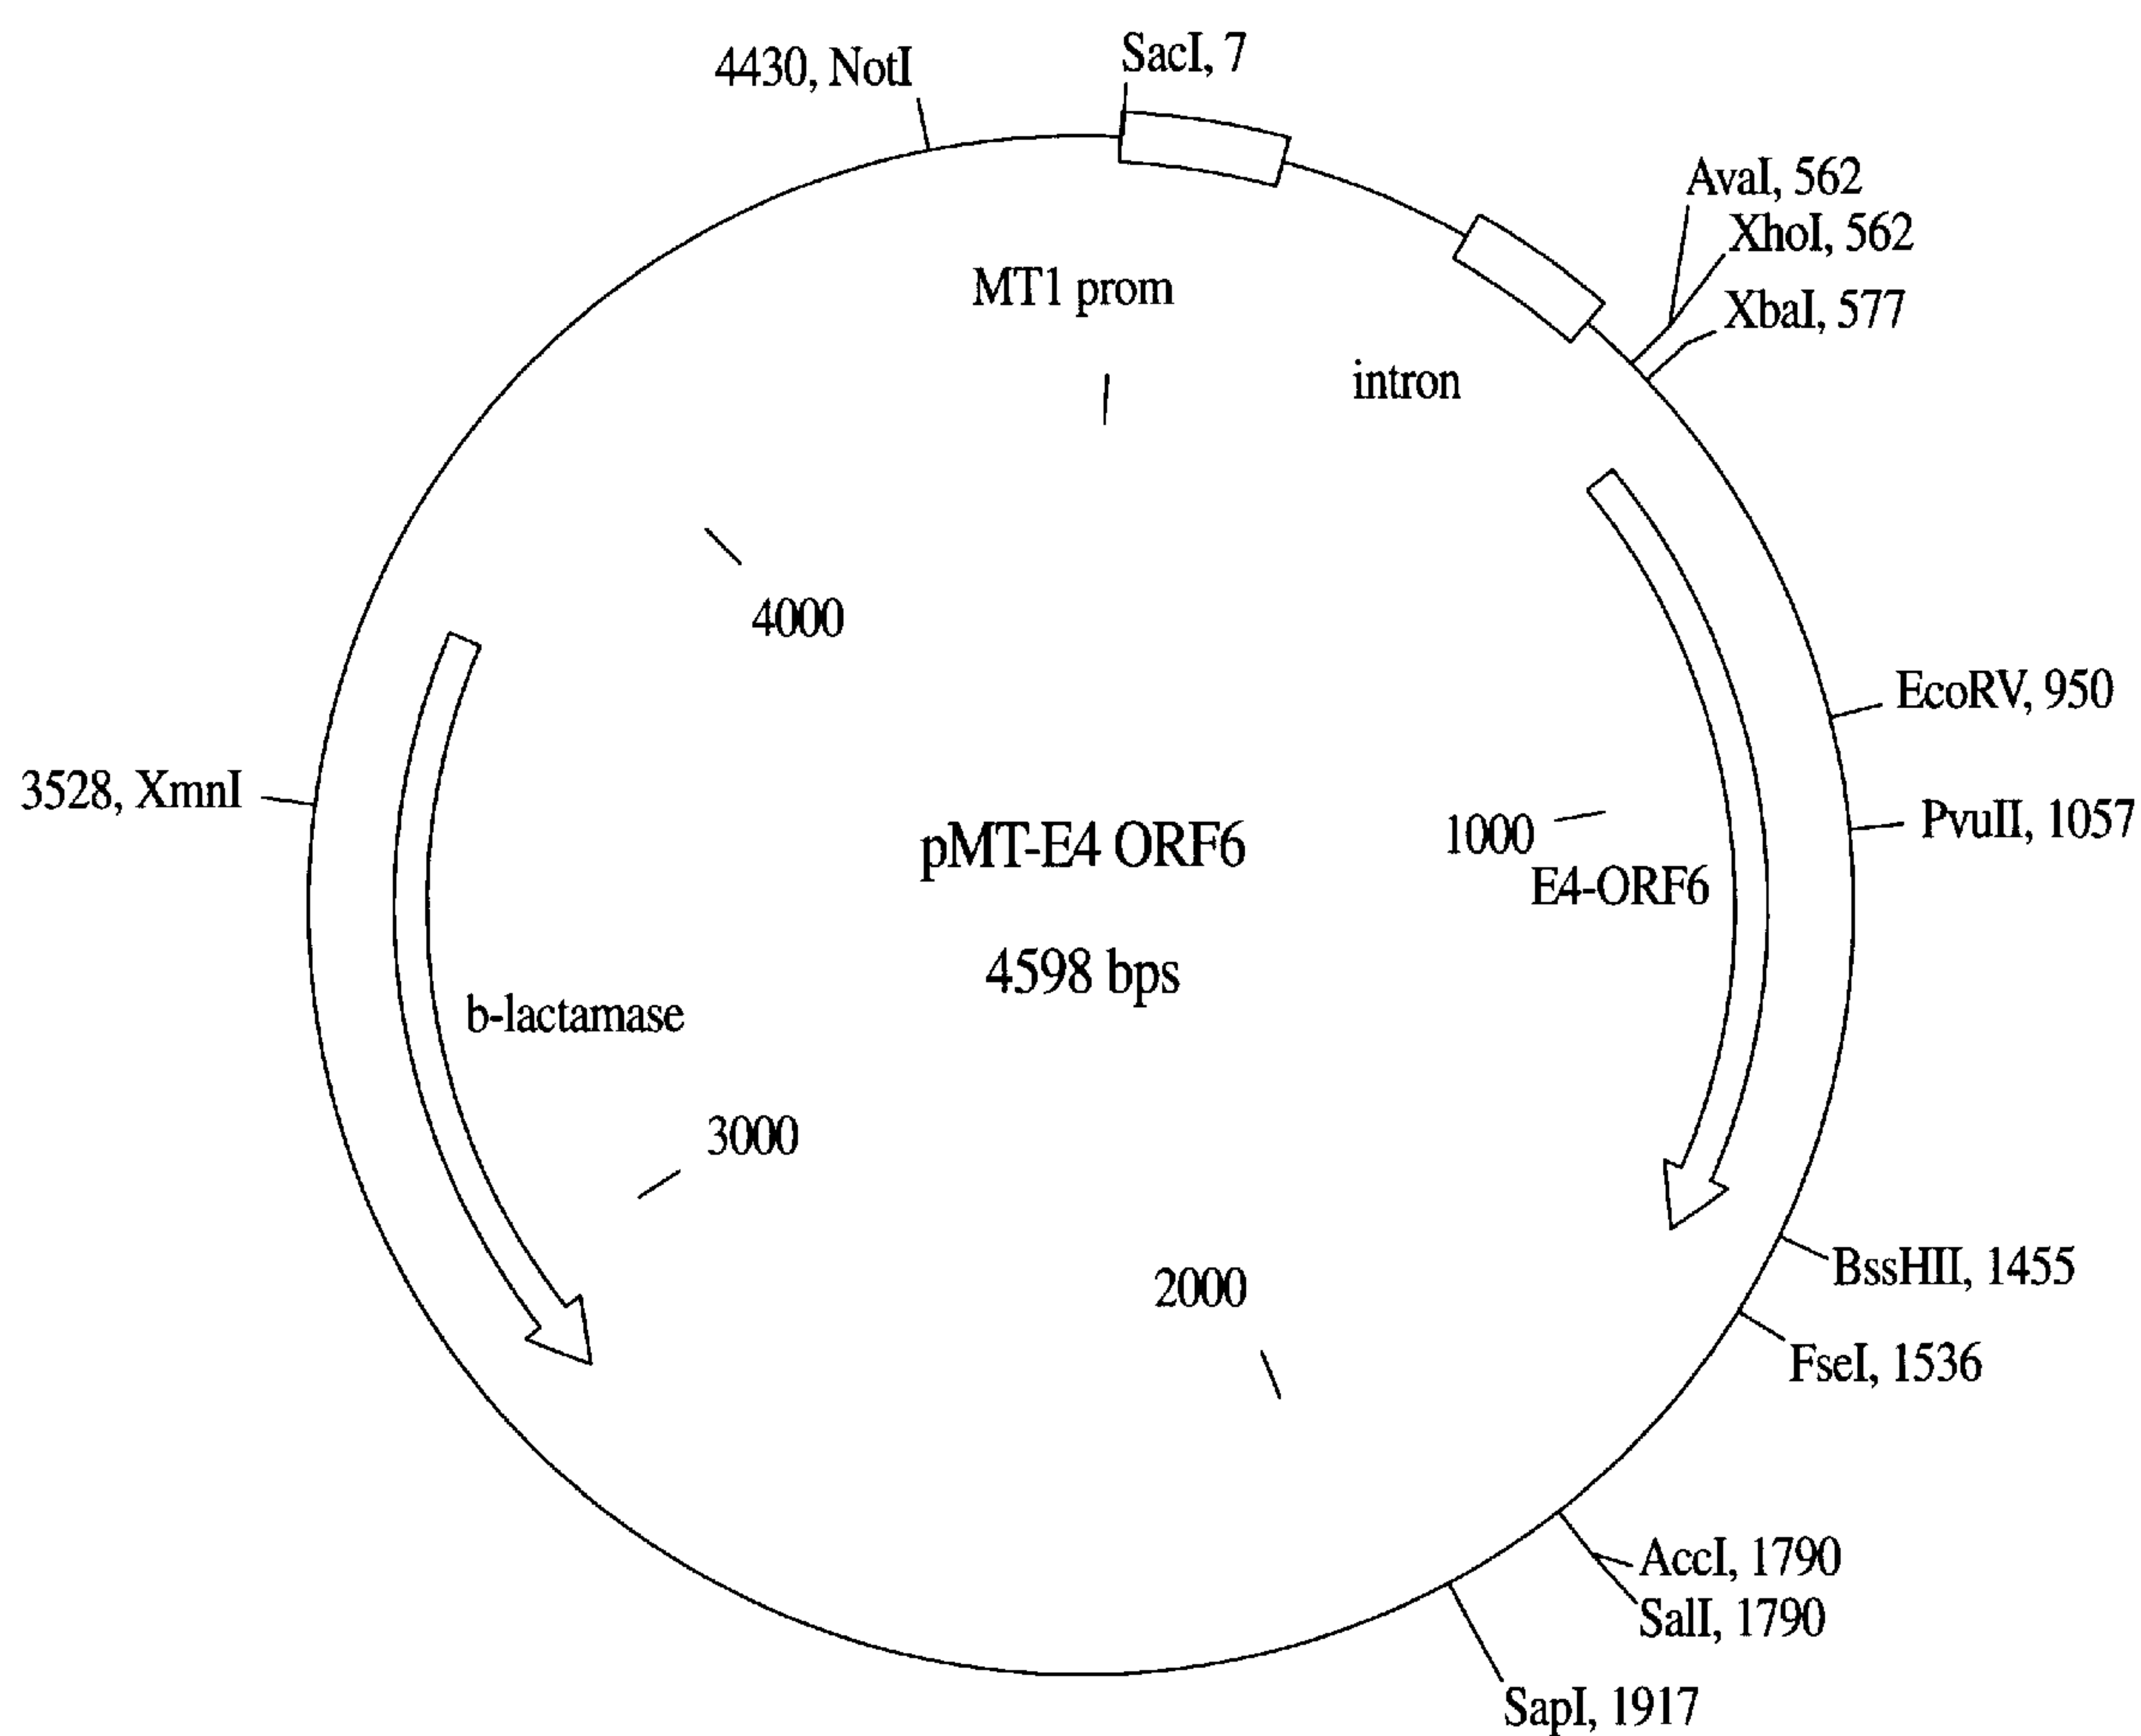 4430, NotI
SacI, 7
AvaI, 562
XhoI, 562
XbaI, 577
MT1 prom
intron
4000
EcoRV, 950
3528, XmnI
PvuII, 1057
1000
pMT-E4 ORF6
E4-ORF6
4598 bps
b-lactamase
3000
2000
BssHII, 1455
FseI, 1536
AccI, 1790
SalI, 1790
SapI, 1917